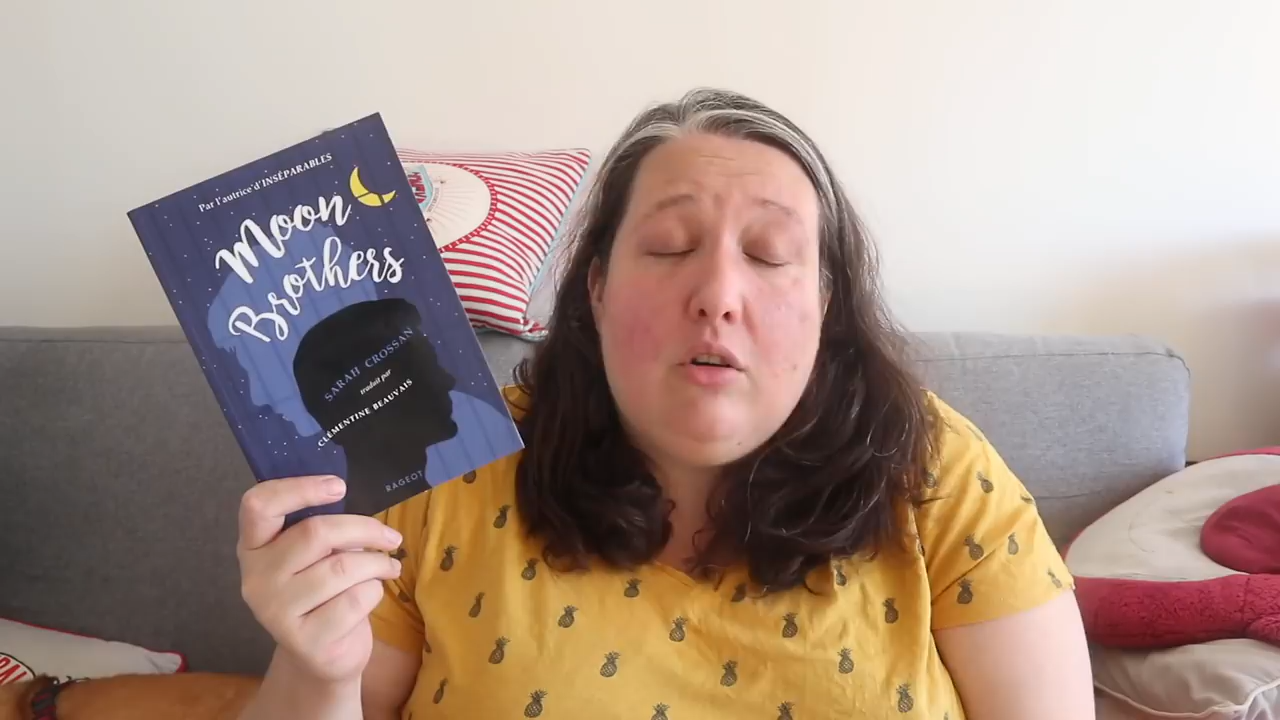 Par l'autrice d'INSÉPARABLES
Moon
Brothers
SARAH CROSSAN
traduit par
CLÉMENTINE BEAUVAIS
RAGEOT